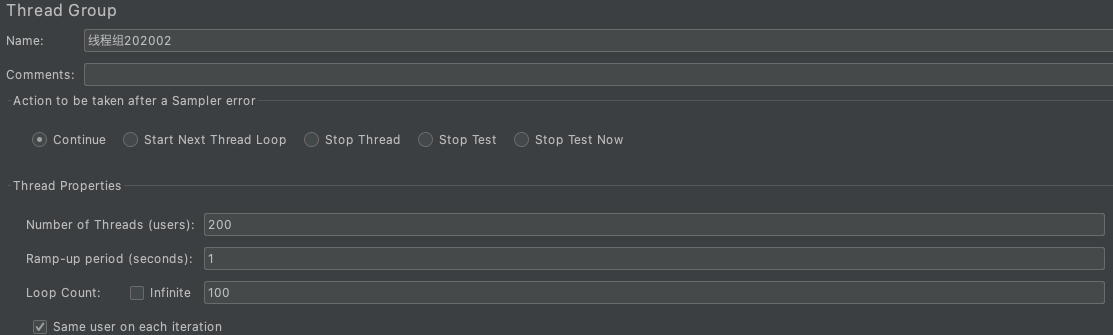 Thread Group
Name: 线程组202002
Comments:
Action to be taken after a Sampler error
Continue Start Next Thread Loop Stop Thread Stop Test Stop Test Now
Thread Properties
Number of Threads (users): 200
Ramp-up period (seconds): 1
Loop Count: Infinite 100
Same user on each iteration